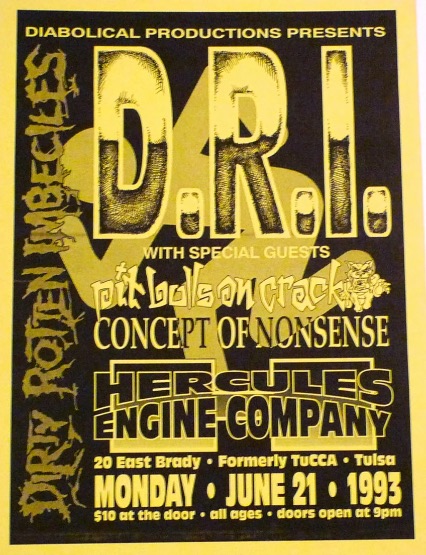 DIABOLICAL PRODUCTIONS PRESENTS
DIRTY ROTTEN IMBECILES
D.R.I.
WITH SPECIAL GUESTS
pit bulls on crack
CONCEPT OF NONSENSE
HERCULES
ENGINE-COMPANY
20 East Brady • Formerly TuCCA • Tulsa
MONDAY • JUNE 21 • 1993
$10 at the door • all ages • doors open at 9pm